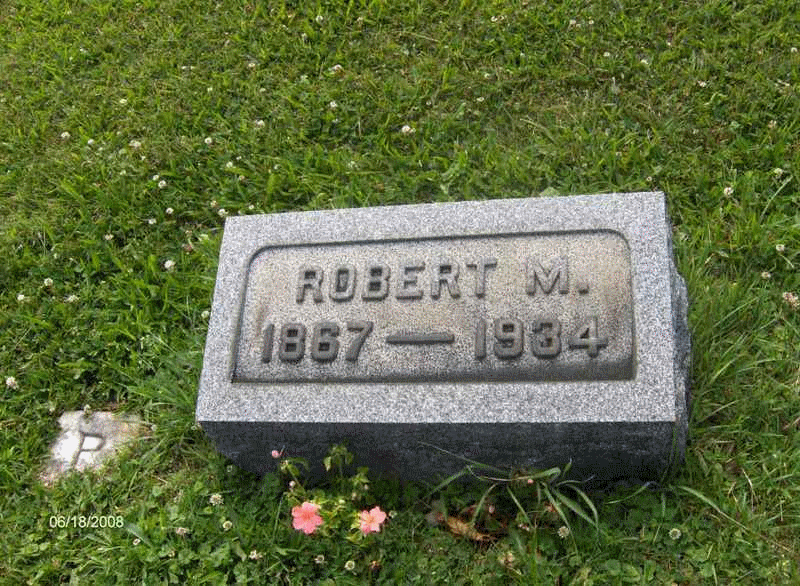 ROBERT M.
1867 — 1934
P
06/18/2008